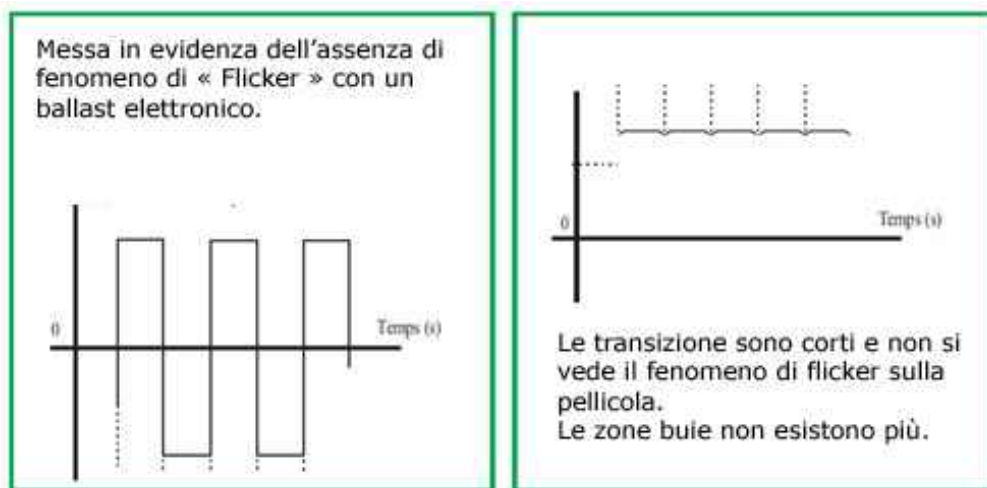 Messa in evidenza dell'assenza di
fenomeno di « Flicker » con un
ballast elettronico.
0
Temps (s)
0
Temps (s)
Le transizione sono corti e non si
vede il fenomeno di flicker sulla
pellicola.
Le zone buie non esistono più.